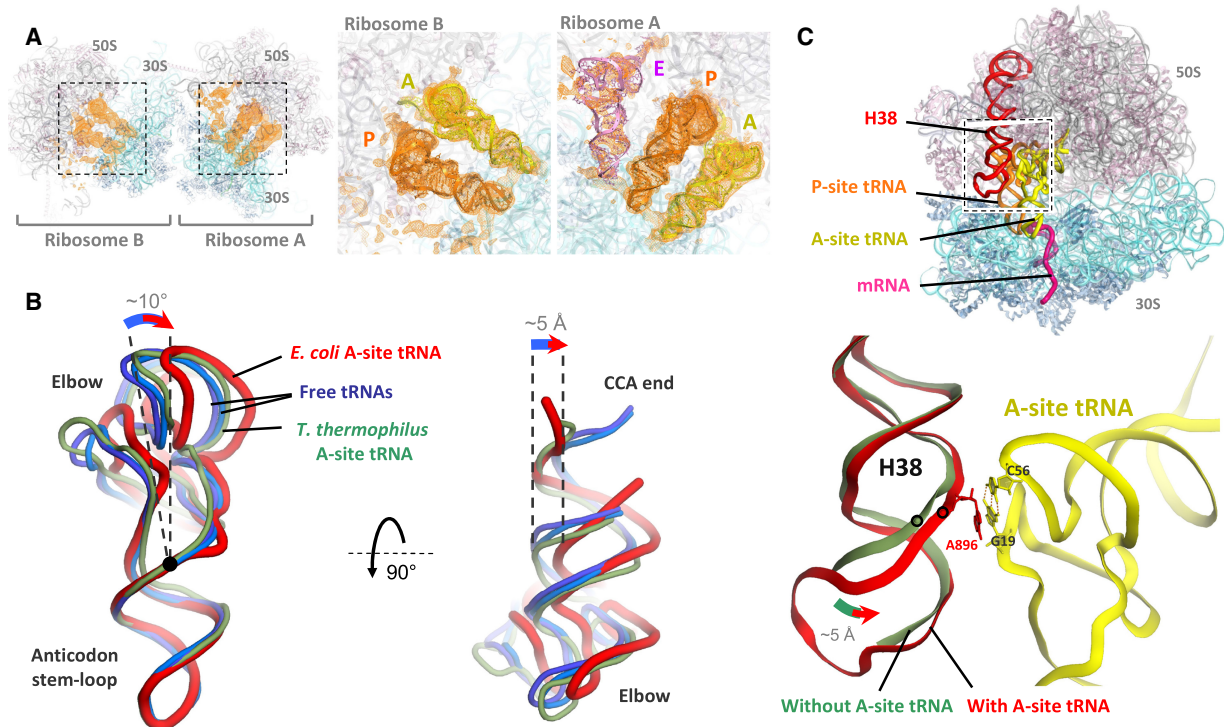 A
50S
30S
30S
Ribosome B
Ribosome A
Ribosome B
A
P
Ribosome A
E
P
A
C
50S
H38
P-site tRNA
A-site tRNA
mRNA
30S
B
~10°
Elbow
E. coli A-site tRNA
Free tRNAs
T. thermophilus
A-site tRNA
90°
Anticodon
stem-loop
~5 Å
CCA end
Elbow
A-site tRNA
H38
C56
G19
A896
~5 Å
Without A-site tRNA
With A-site tRNA